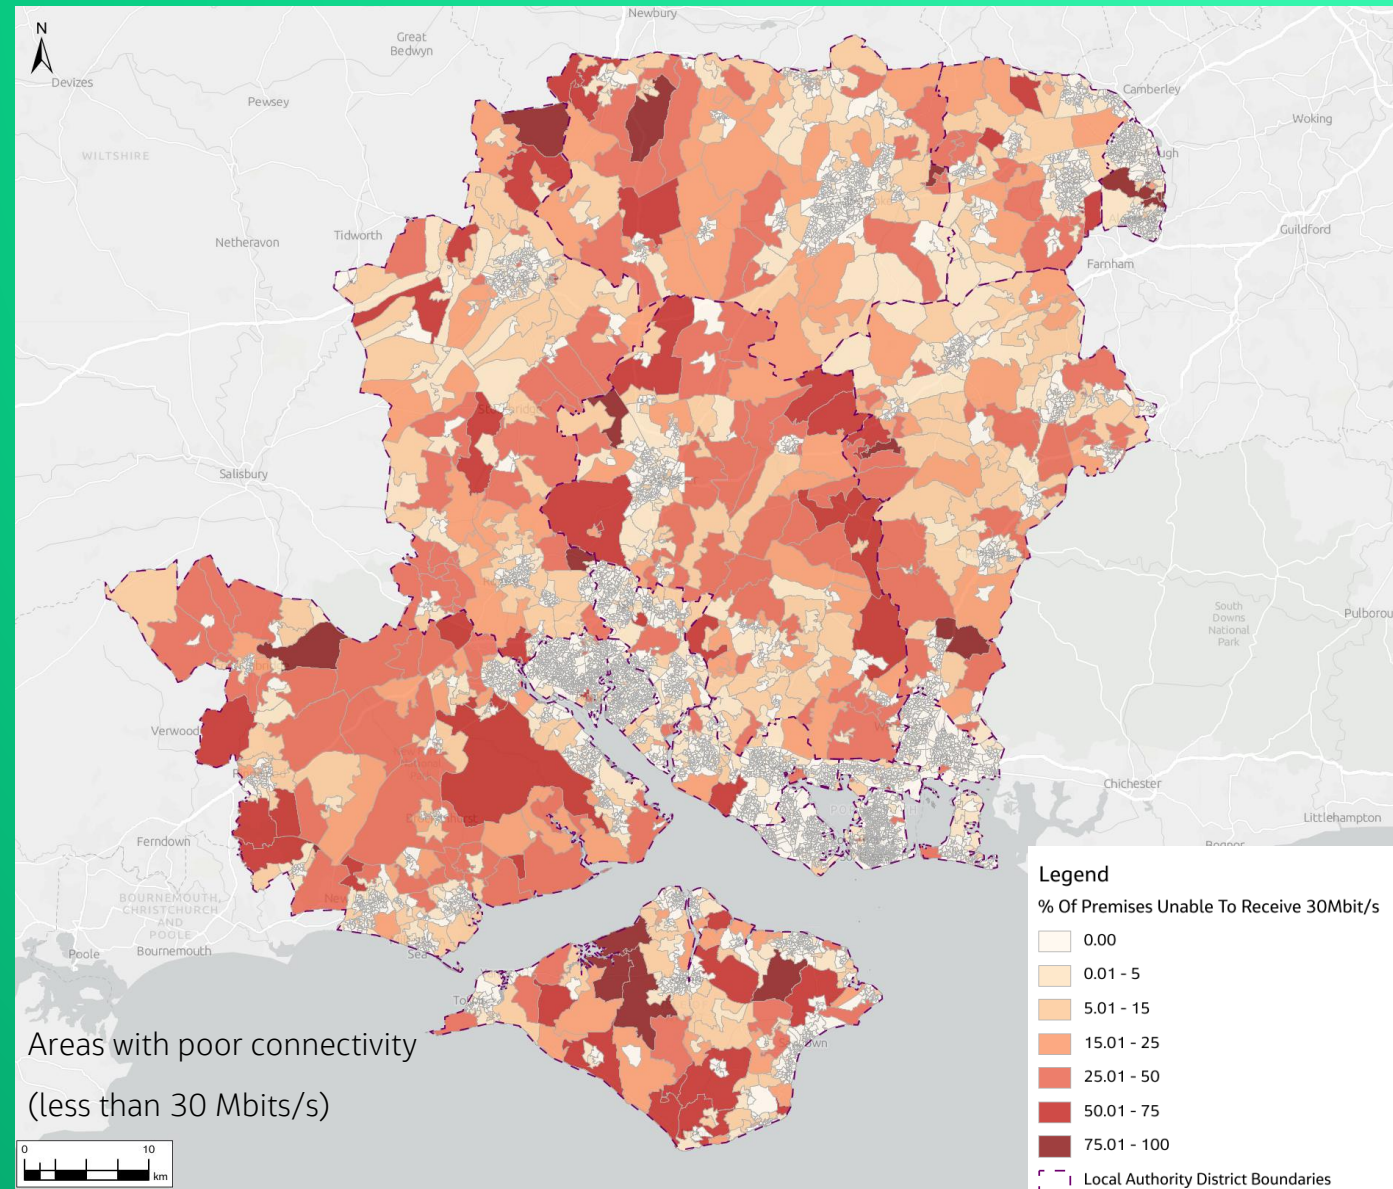 N
Newbury
Great
Bedwyn
Devizes
Pewsey
Camberley
Woking
WILTSHIRE
Netheravon
Tidworth
Guildford
Farnham
Salisbury
South
Downs
National
Park
Pulborou
Verwood
Chichester
Ferndown
Littlehampton
BOURNEMOUTH,
CHRISTCHURCH
AND
POOLE
Poole
Bournemouth
Sea
Areas with poor connectivity
(less than 30 Mbits/s)
0 10
km
Legend
% Of Premises Unable To Receive 30Mbit/s
0.00
0.01 - 5
5.01 - 15
15.01 - 25
25.01 - 50
50.01 - 75
75.01 - 100
Local Authority District Boundaries